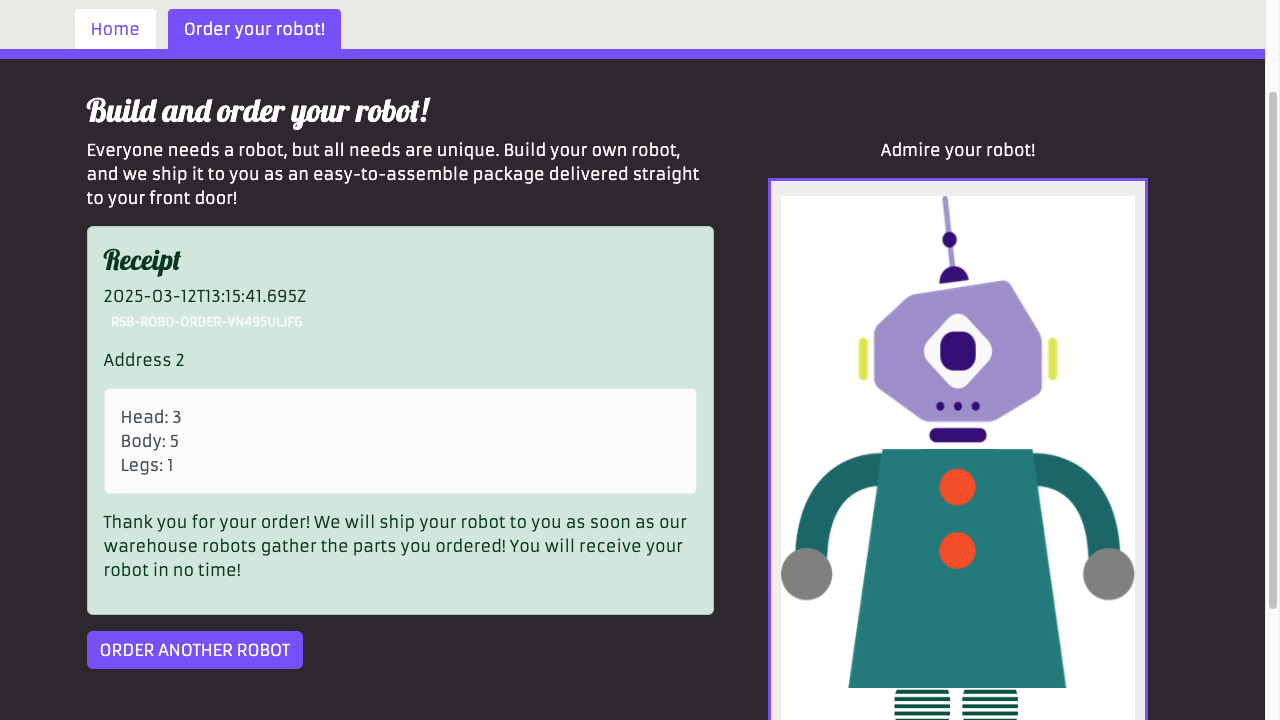 Home
Order your robot!
Build and order your robot!
Everyone needs a robot, but all needs are unique. Build your own robot,
and we ship it to you as an easy-to-assemble package delivered straight
to your front door!
Receipt
2025-03-12T13:15:41.695Z
RSB-ROBO-ORDER-VN495ULJFG
Address 2
Head: 3
Body: 5
Legs: 1
Thank you for your order! We will ship your robot to you as soon as our
warehouse robots gather the parts you ordered! You will receive your
robot in no time!
ORDER ANOTHER ROBOT
Admire your robot!